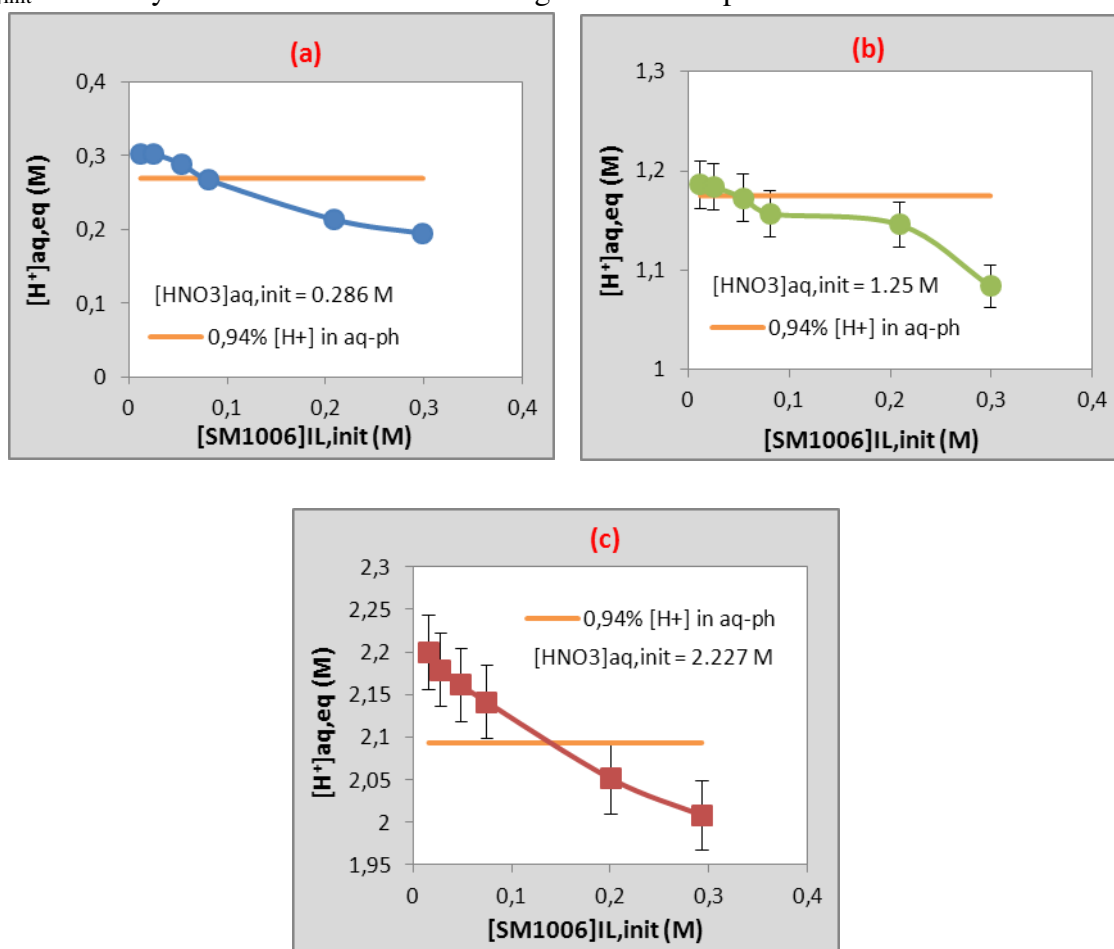 (a)
0,4
0,3
0,2
0,1
0
[H+]aq,eq (M)
[HNO3]aq,init = 0.286 M
0,94% [H+] in aq-ph
0 0,1 0,2 0,3 0,4
[SM1006]IL,init (M)
(b)
1,3
1,2
1,1
1
[H+]aq,eq (M)
[HNO3]aq,init = 1.25 M
0,94% [H+] in aq-ph
0 0,1 0,2 0,3 0,4
[SM1006]IL,init (M)
(c)
2,3
2,25
2,2
2,15
2,1
2,05
2
1,95
[H+]aq,eq (M)
0,94% [H+] in aq-ph
[HNO3]aq,init = 2.227 M
0 0,1 0,2 0,3 0,4
[SM1006]IL,init (M)